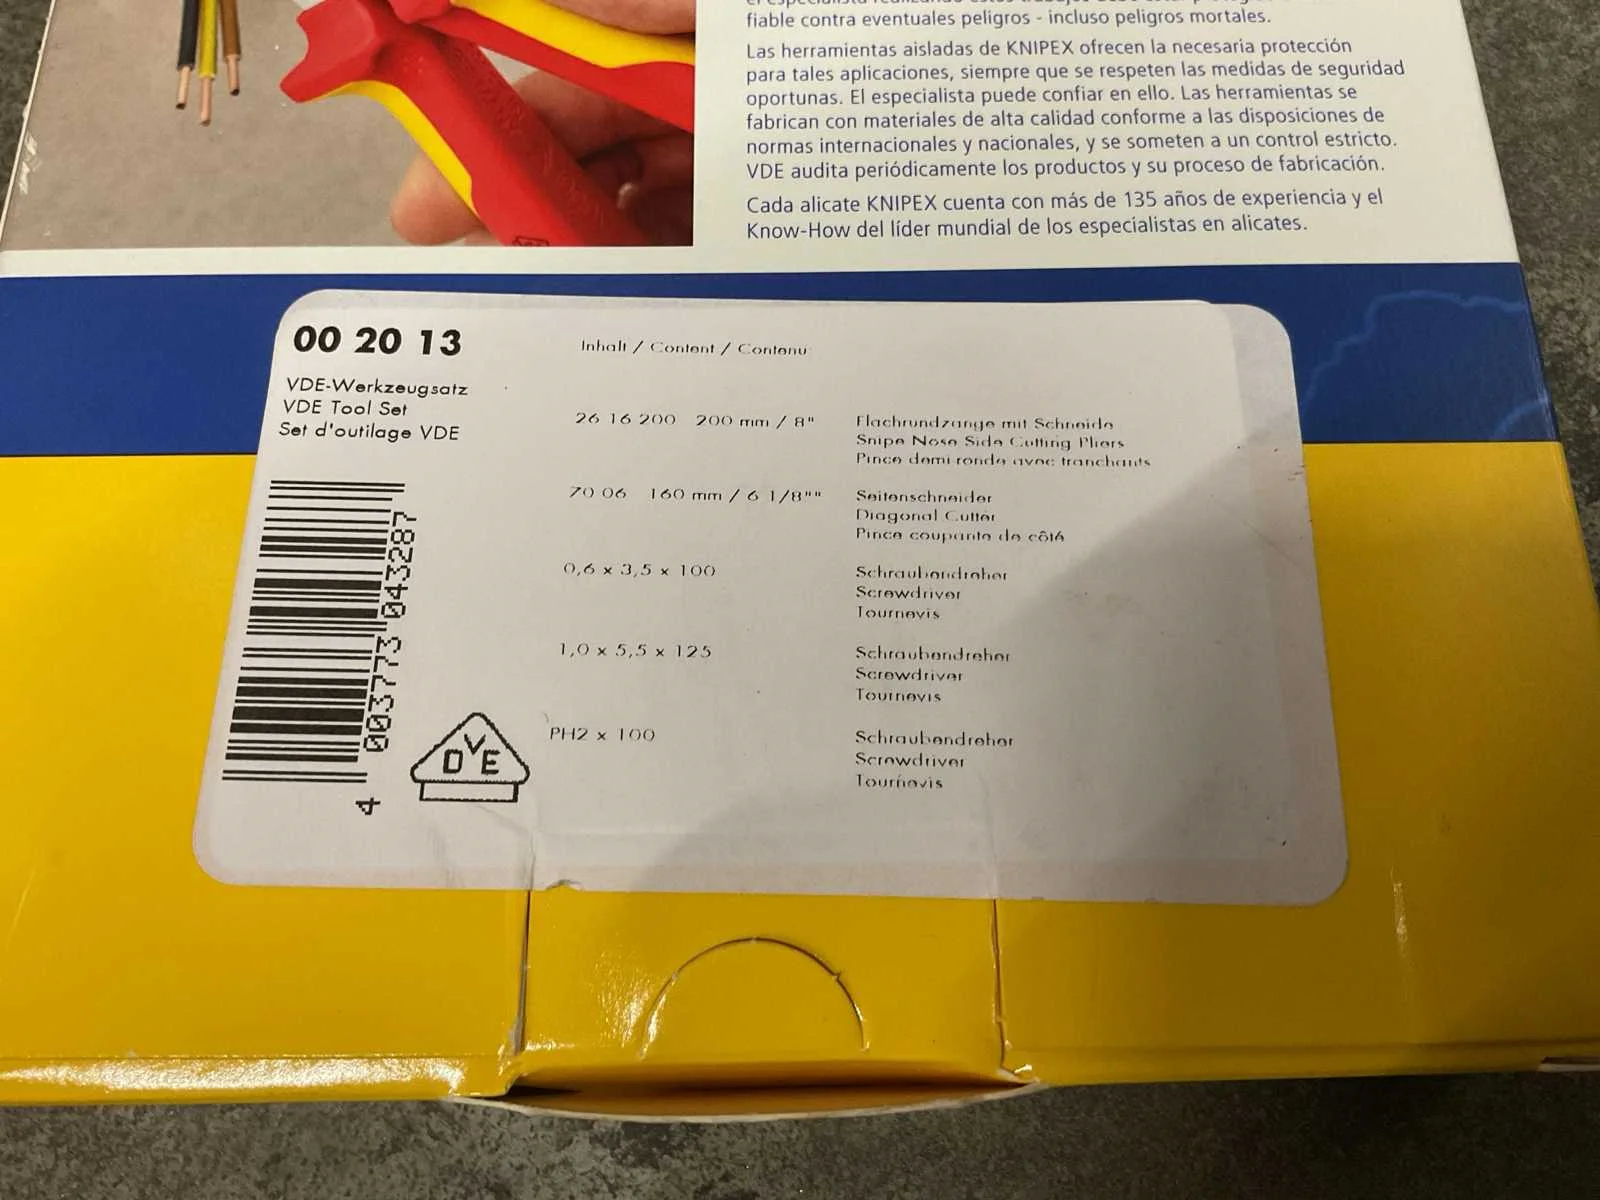 fiable contra eventuales peligros - incluso peligros mortales.
Las herramientas aisladas de KNIPEX ofrecen la necesaria protección
para tales aplicaciones, siempre que se respeten las medidas de seguridad
oportunas. El especialista puede confiar en ello. Las herramientas se
fabrican con materiales de alta calidad conforme a las disposiciones de
normas internacionales y nacionales, y se someten a un control estricto.
VDE audita periódicamente los productos y su proceso de fabricación.
Cada alicate KNIPEX cuenta con más de 135 años de experiencia y el
Know-How del líder mundial de los especialistas en alicates.
00 20 13
VDE-Werkzeugsatz
VDE Tool Set
Set d'outilage VDE
4 003773 043287
VDE
Inhalt / Content / Contenu
26 16 200 200 mm / 8" Flachrundzange mit Schneide
Snipe Nose Side Cutting Pliers
Pince demi ronde avec tranchants
70 06 160 mm / 6 1/8"" Seitenschneider
Diagonal Cutter
Pince coupante de côté
0,6 x 3,5 x 100 Schraubendreher
Screwdriver
Tournevis
1,0 x 5,5 x 125 Schraubendreher
Screwdriver
Tournevis
PH2 x 100 Schraubendreher
Screwdriver
Tournevis